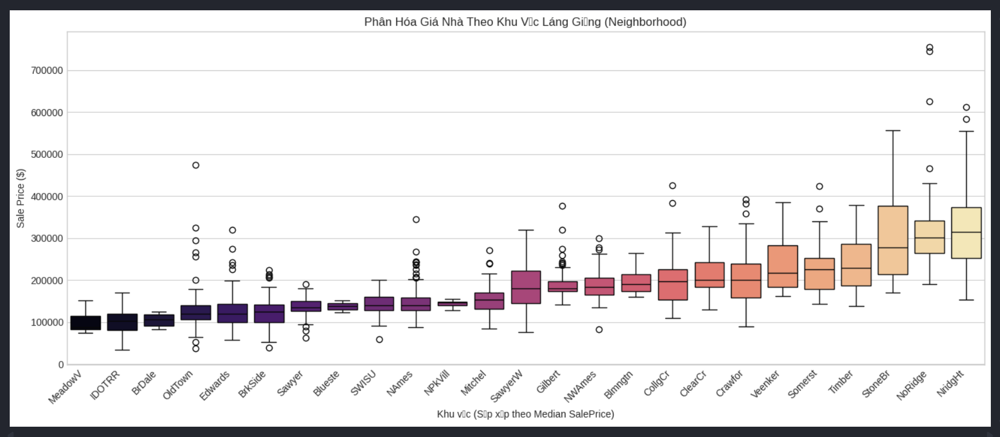 Phân Hóa Giá Nhà Theo Khu V▯c Láng Gi▯ng (Neighborhood)
700000
600000
500000
400000
300000
200000
100000
0
Sale Price ($)
MeadowV
IDOTRR
BrDale
OldTown
Edwards
BrkSide
Sawyer
Blueste
SWISU
NAmes
NPkVill
Mitchel
SawyerW
Gilbert
NWAmes
Blmngtn
CollgCr
ClearCr
Crawfor
Veenker
Somerst
Timber
StoneBr
NoRidge
NridgHt
Khu v▯c (S▯p x▯p theo Median SalePrice)